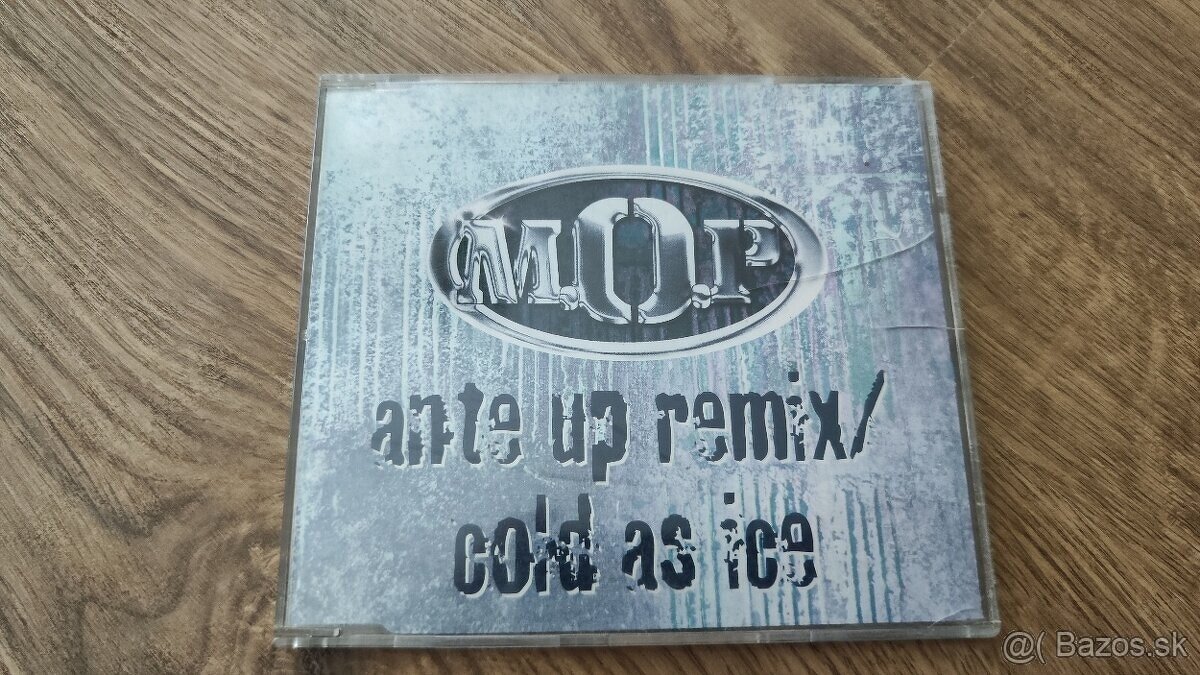 M.O.P
ante up remix/
cold as ice
@( Bazos.sk